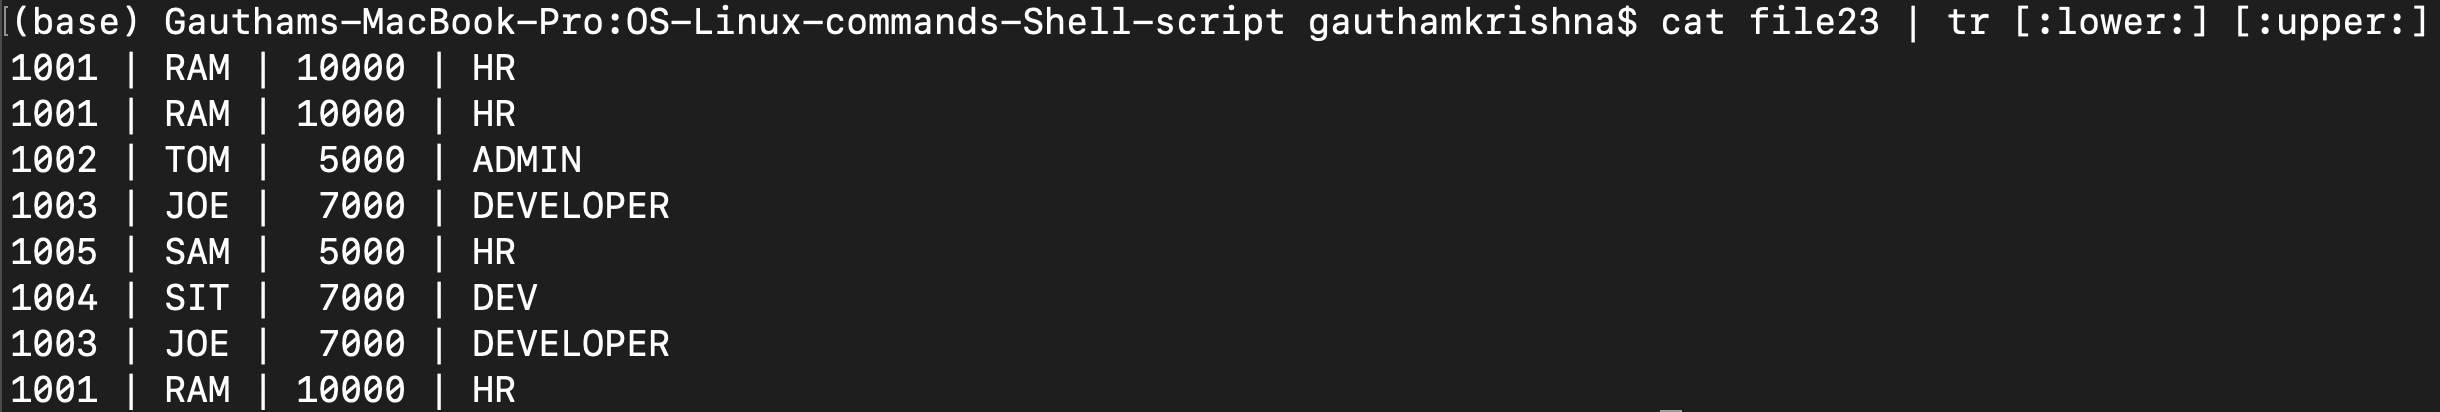 [(base) Gauthams-MacBook-Pro:OS-Linux-commands-Shell-script gauthamkrishna$ cat file23 | tr [:lower:] [:upper:]
1001 | RAM | 10000 | HR
1001 | RAM | 10000 | HR
1002 | TOM |  5000 | ADMIN
1003 | JOE |  7000 | DEVELOPER
1005 | SAM |  5000 | HR
1004 | SIT |  7000 | DEV
1003 | JOE |  7000 | DEVELOPER
1001 | RAM | 10000 | HR